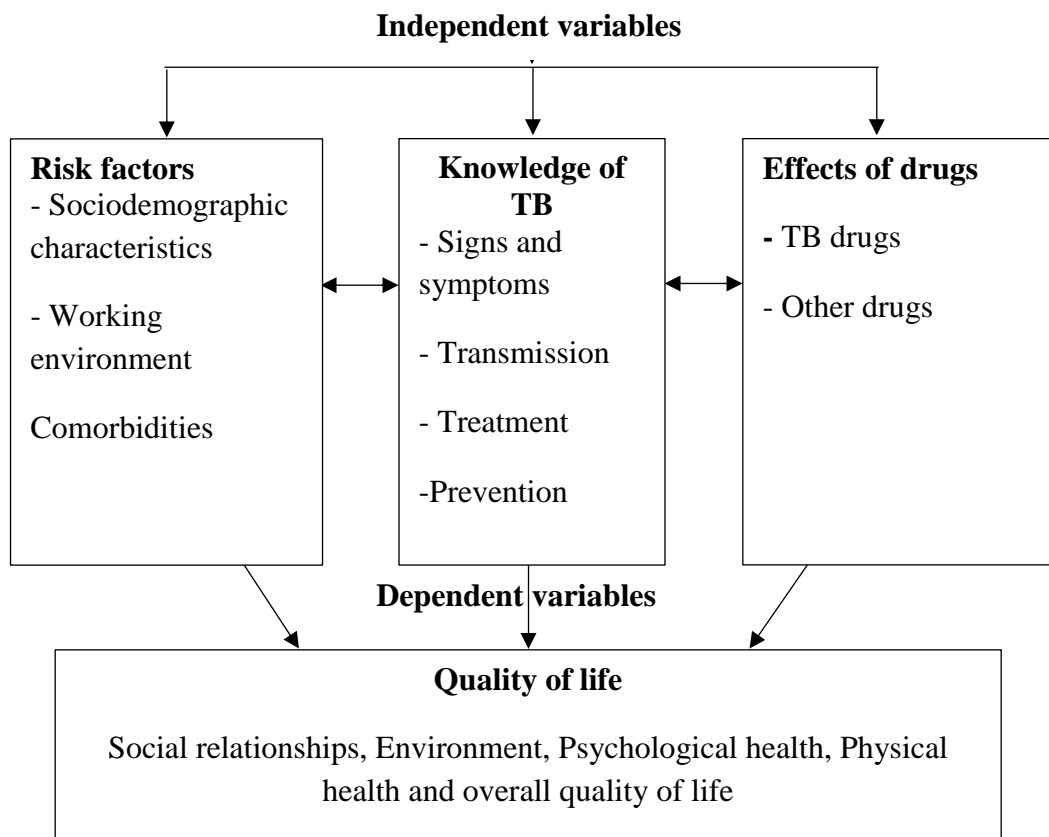 Independent variables
Risk factors
- Sociodemographic
characteristics
- Working
environment
Comorbidities
Knowledge of
TB
- Signs and
symptoms
- Transmission
- Treatment
-Prevention
Effects of drugs
- TB drugs
- Other drugs
Dependent variables
Quality of life
Social relationships, Environment, Psychological health, Physical
health and overall quality of life